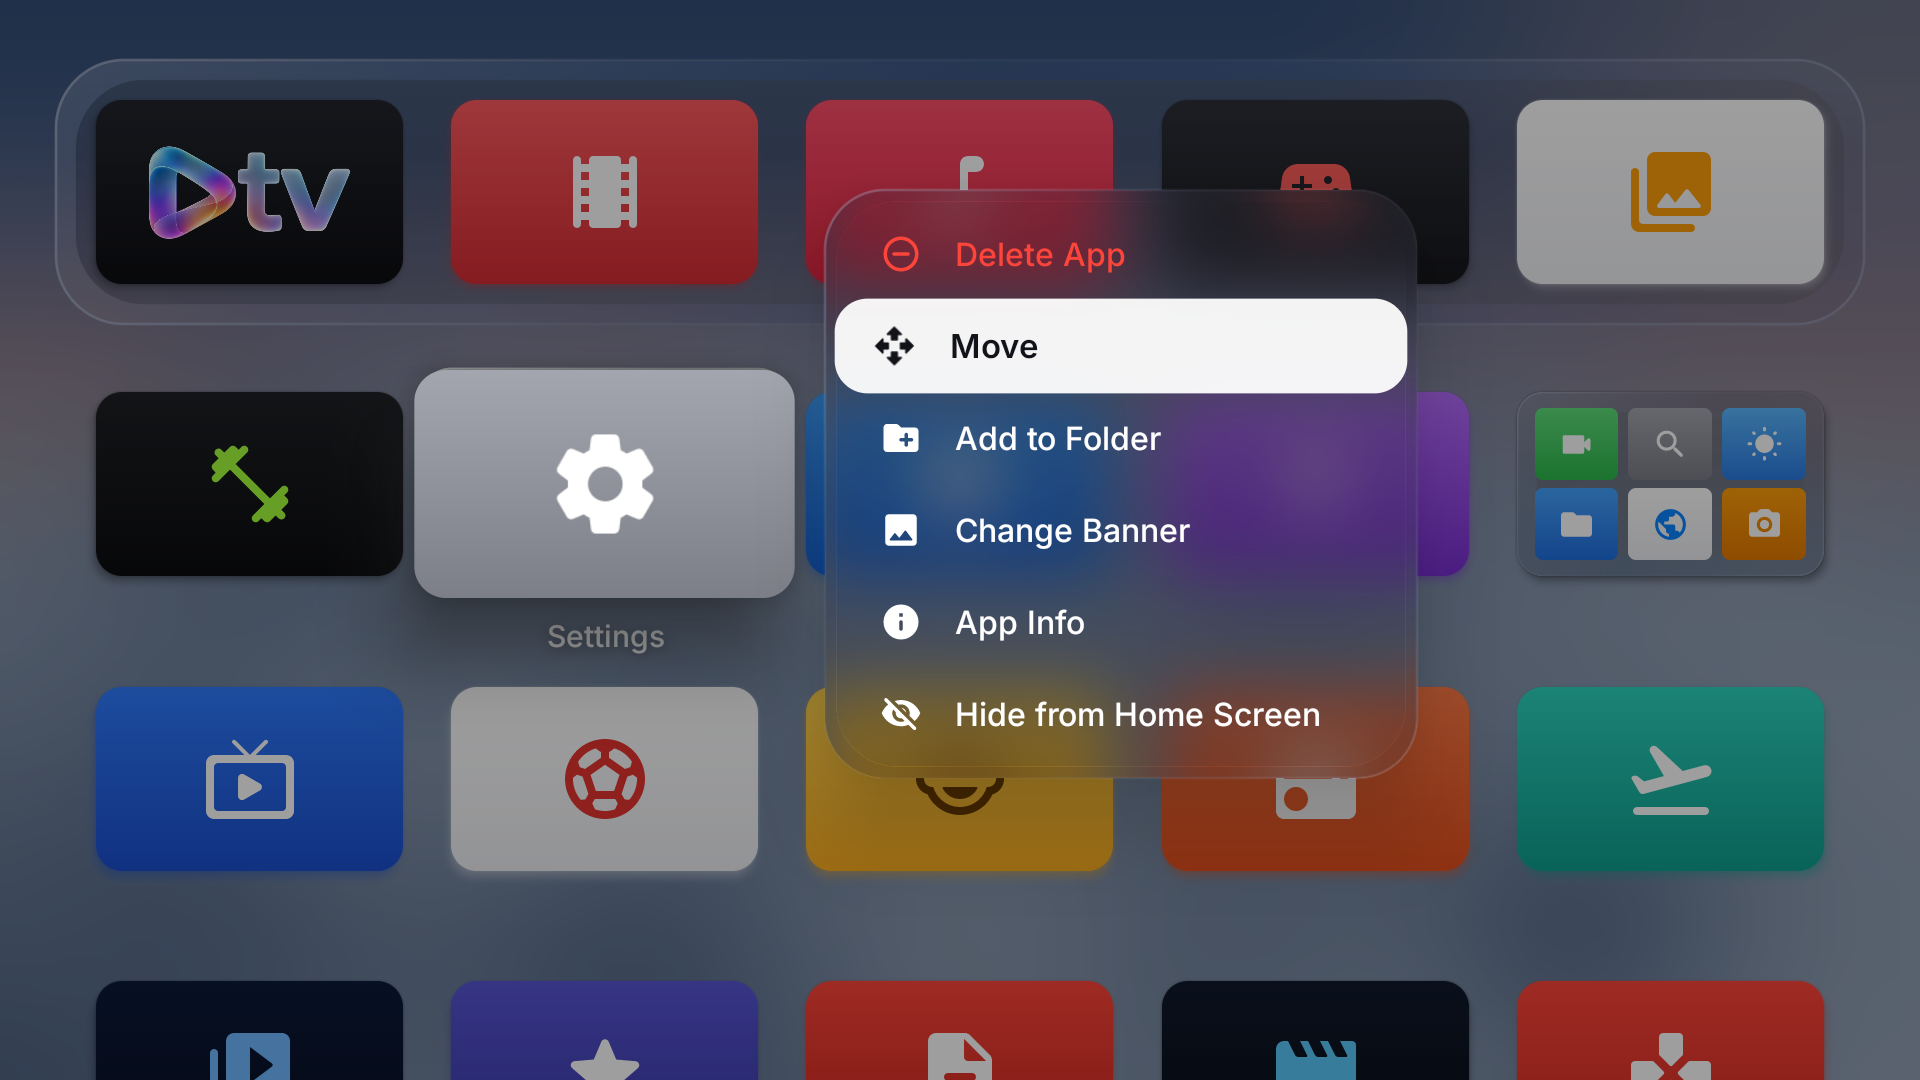 tv
Delete App
Move
Add to Folder
Change Banner
App Info
Hide from Home Screen
Settings